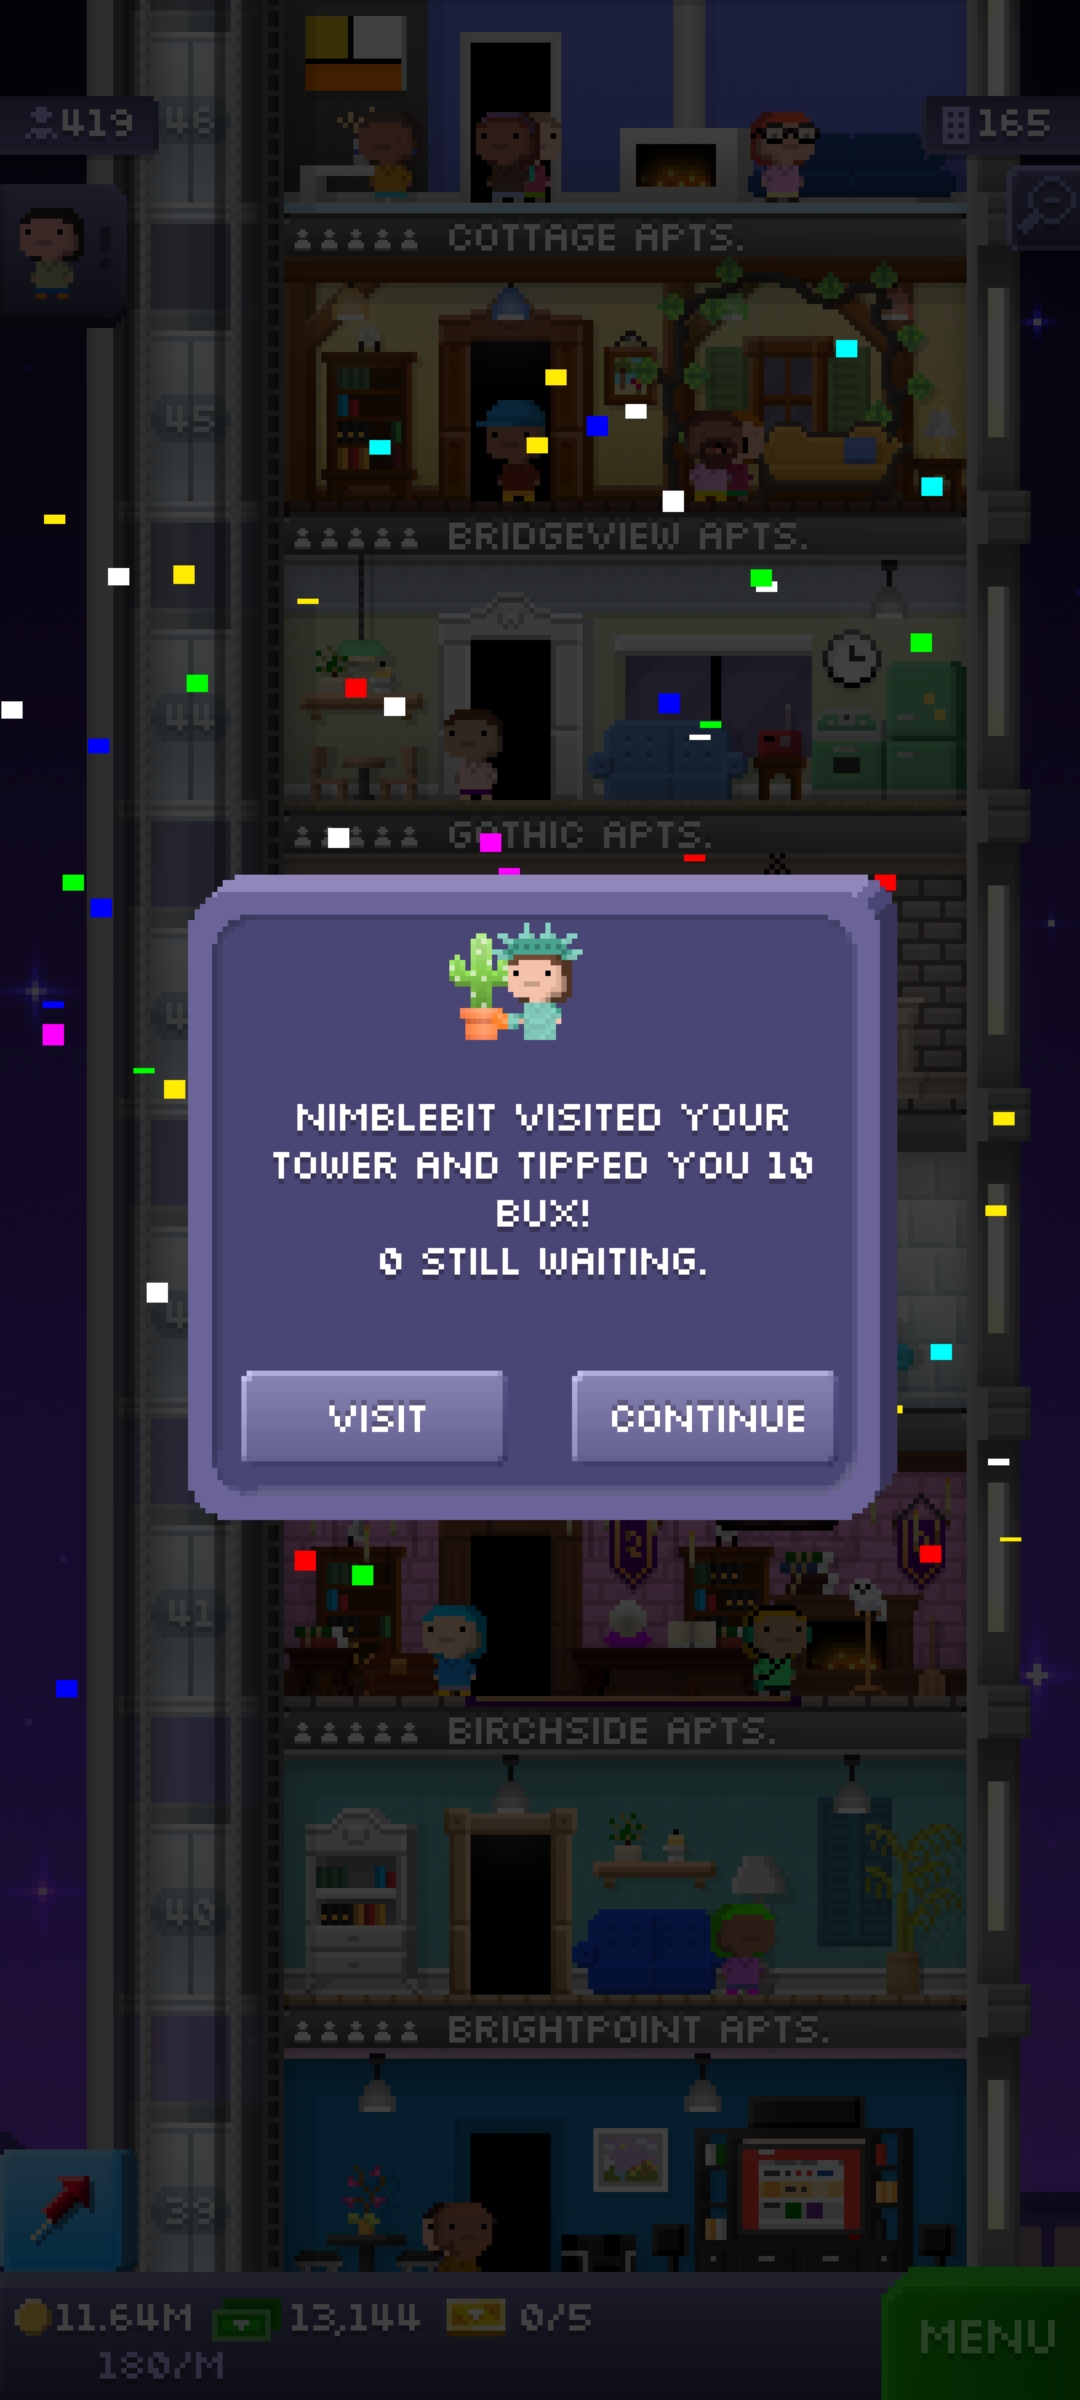 419
46
165
COTTAGE APTS.
45
BRIDGEVIEW APTS.
44
GOTHIC APTS.
NIMBLEBIT VISITED YOUR
TOWER AND TIPPED YOU 10
BUX!
0 STILL WAITING.
VISIT
CONTINUE
41
BIRCHSIDE APTS.
40
BRIGHTPOINT APTS.
39
11.64M
13,144
0/5
MENU
180/M